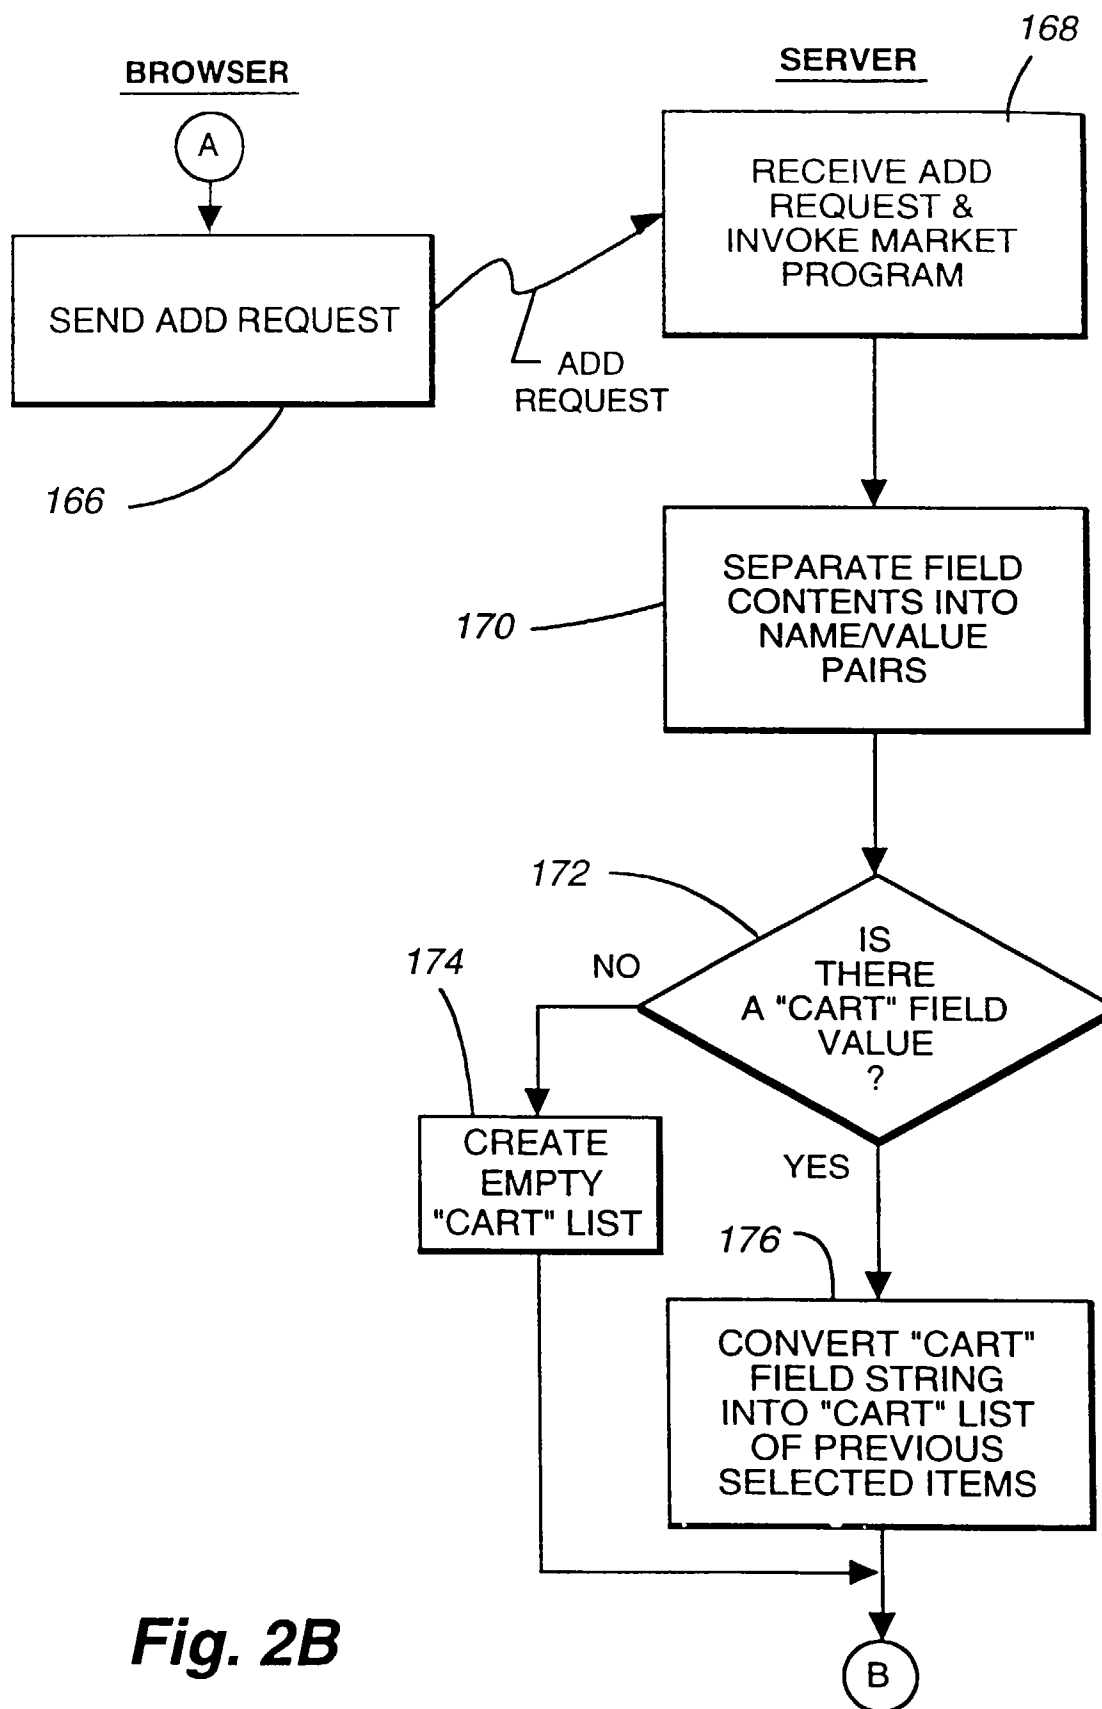 168
BROWSER
SERVER
A
RECEIVE ADD
REQUEST &
INVOKE MARKET
PROGRAM
SEND ADD REQUEST
ADD
REQUEST
166
SEPARATE FIELD
CONTENTS INTO
NAME/VALUE
PAIRS
170
172
IS
THERE
A "CART" FIELD
VALUE
?
NO
174
CREATE
EMPTY
"CART" LIST
YES
176
CONVERT "CART"
FIELD STRING
INTO "CART" LIST
OF PREVIOUS
SELECTED ITEMS
Fig. 2B
B